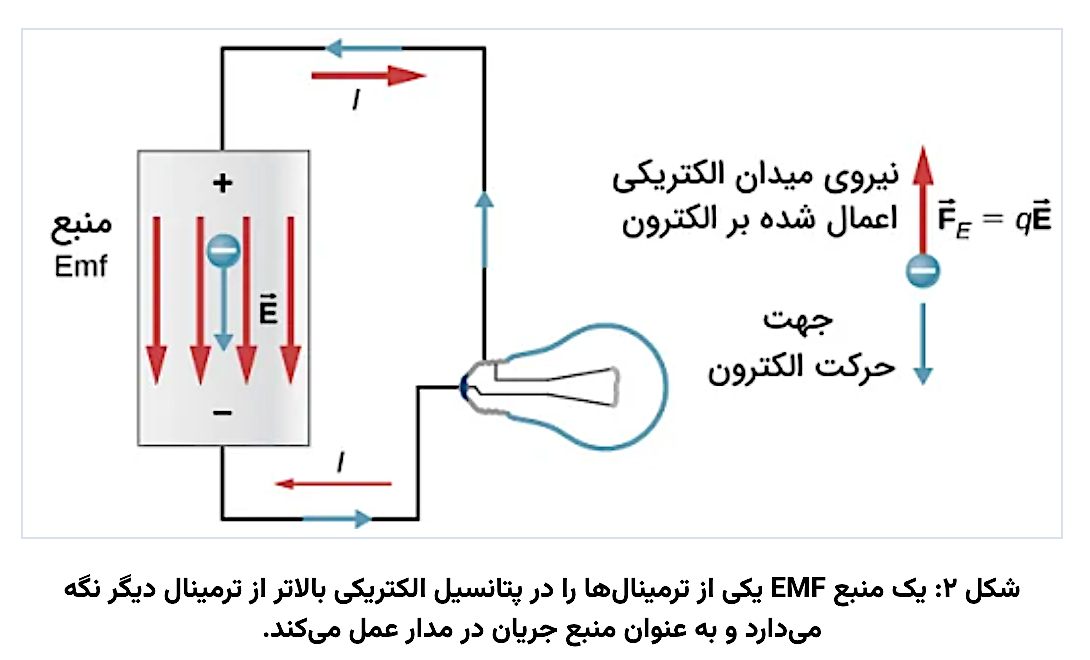 I
+
منبع
Emf
E
−
I
نیروی میدان الکتریکی
اعمال شده بر الکترون
F_E = qE
جهت
حرکت الکترون
شکل ۲: یک منبع EMF یکی از ترمینال‌ها را در پتانسیل الکتریکی بالاتر از ترمینال دیگر نگه
می‌دارد و به عنوان منبع جریان در مدار عمل می‌کند.